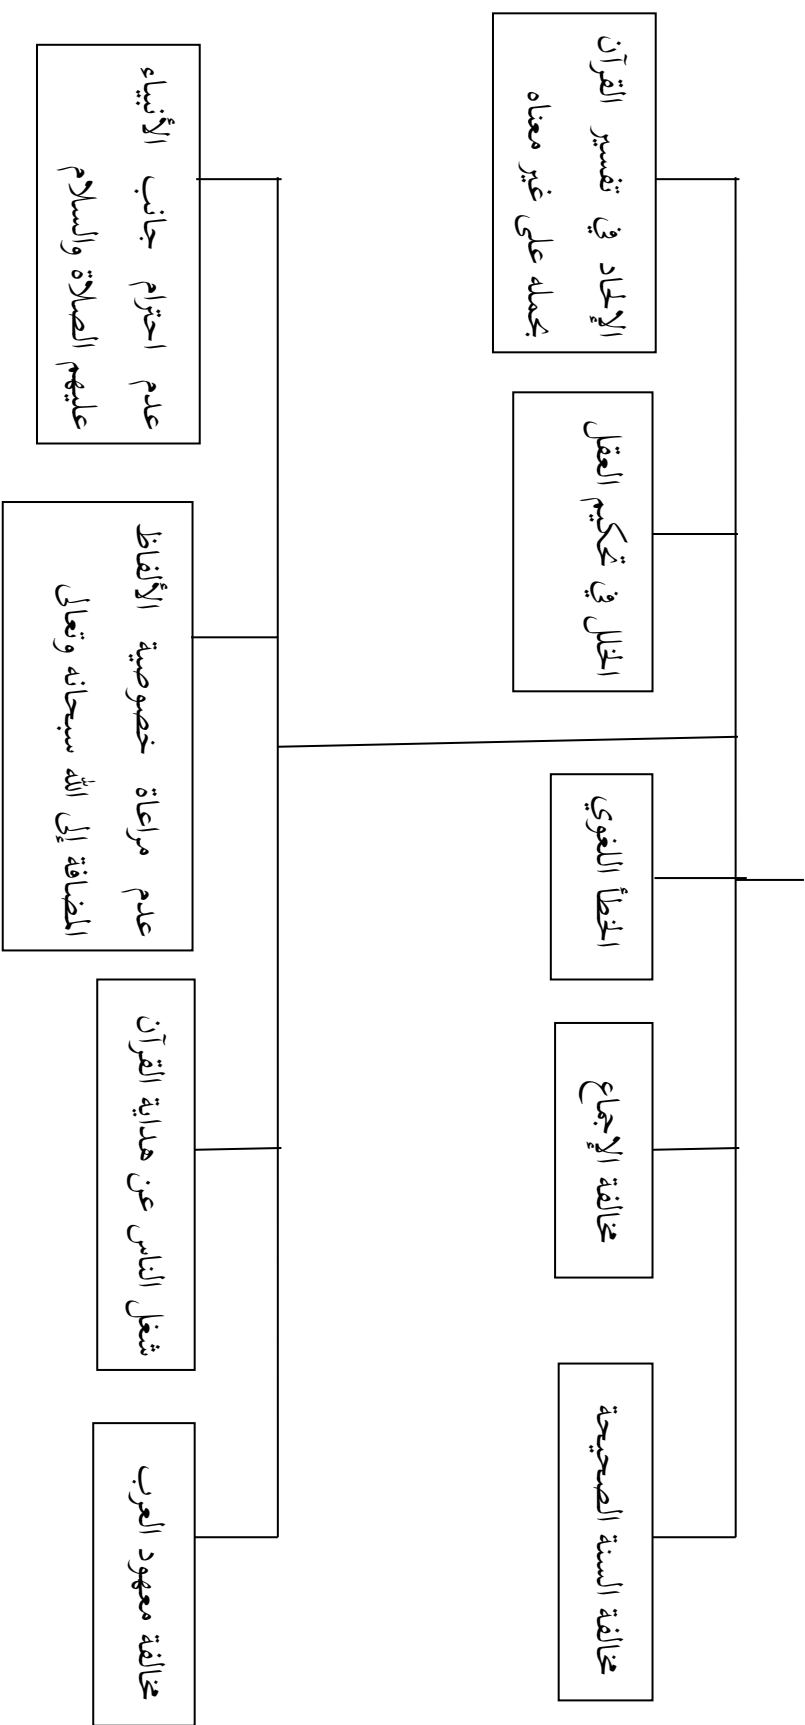 مخالفة السنة الصحيحة
مخالفة الإجماع
الخطأ اللغوي
الخلل في تحكيم العقل
الإلحاد في تفسير القرآن
بحمله على غير معناه
مخالفة معهود العرب
شغل الناس عن هداية القرآن
عدم مراعاة خصوصية الألفاظ
المضافة إلى الله سبحانه وتعالى
عدم احترام جانب الأنبياء
عليهم الصلاة والسلام